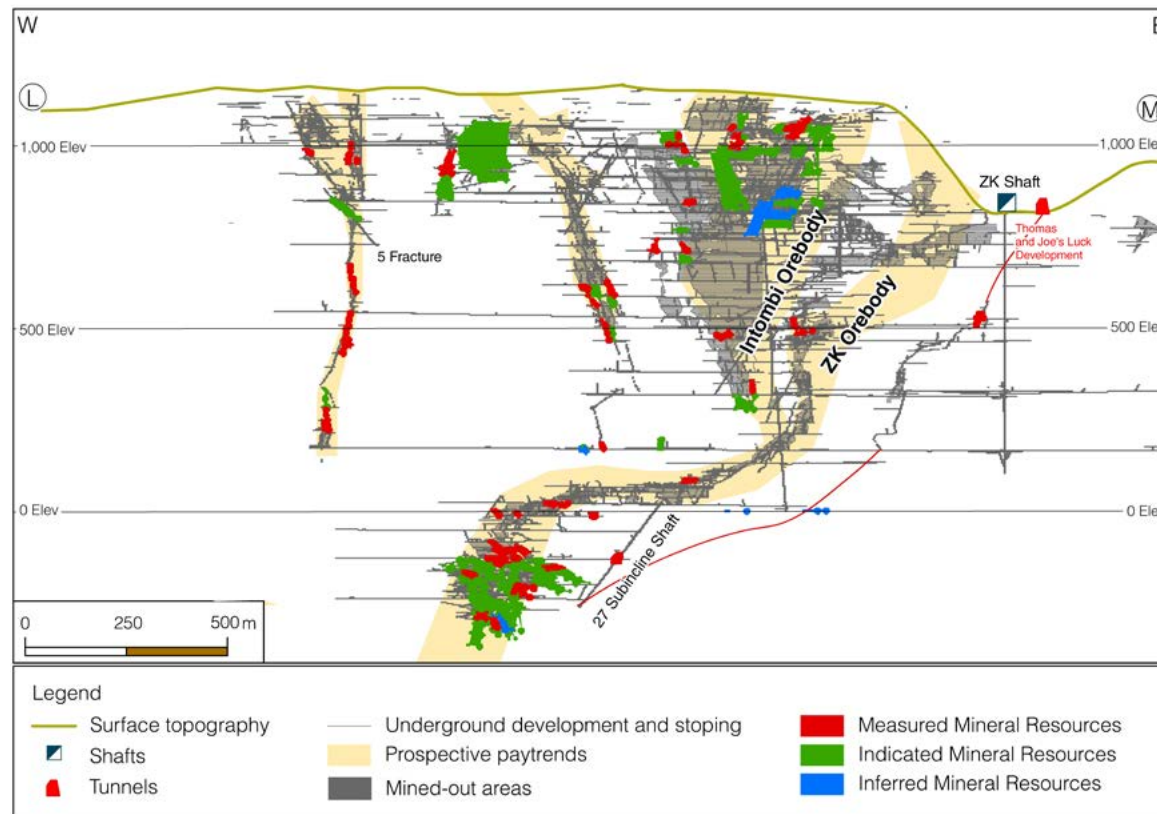 W
E
L
M
1,000 Elev
1,000 Elev
ZK Shaft
Thomas
and Joe's Luck
Development
5 Fracture
Intombi Orebody
ZK Orebody
500 Elev
500 Elev
0 Elev
0 Ele
27 Subincline Shaft
0
250
500 m
Legend
Surface topography
Shafts
Tunnels
Underground development and stoping
Prospective paytrends
Mined-out areas
Measured Mineral Resources
Indicated Mineral Resources
Inferred Mineral Resources